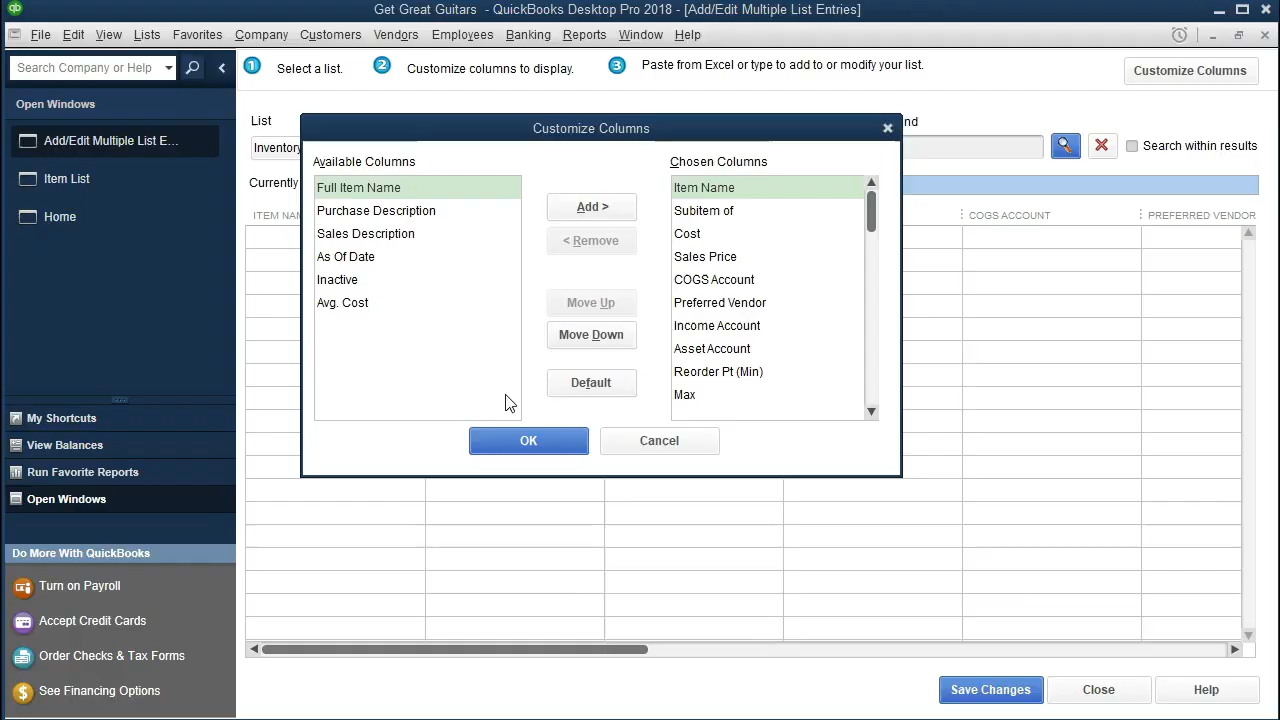 Get Great Guitars - QuickBooks Desktop Pro 2018 - [Add/Edit Multiple List Entries]
File Edit View Lists Favorites Company Customers Vendors Employees Banking Reports Window Help
Search Company or Help
1 Select a list. 2 Customize columns to display. 3 Paste from Excel or type to add to or modify your list.
Customize Columns
Open Windows
Add/Edit Multiple List E...
Item List
Home
List
Inventory
nd
Search within results
Currently
ITEM NAM
COGS ACCOUNT
PREFERRED VENDOR
Customize Columns
Available Columns
Full Item Name
Purchase Description
Sales Description
As Of Date
Inactive
Avg. Cost
Add >
< Remove
Move Up
Move Down
Default
Chosen Columns
Item Name
Subitem of
Cost
Sales Price
COGS Account
Preferred Vendor
Income Account
Asset Account
Reorder Pt (Min)
Max
OK
Cancel
My Shortcuts
View Balances
Run Favorite Reports
Open Windows
Do More With QuickBooks
Turn on Payroll
Accept Credit Cards
Order Checks & Tax Forms
See Financing Options
Save Changes
Close
Help